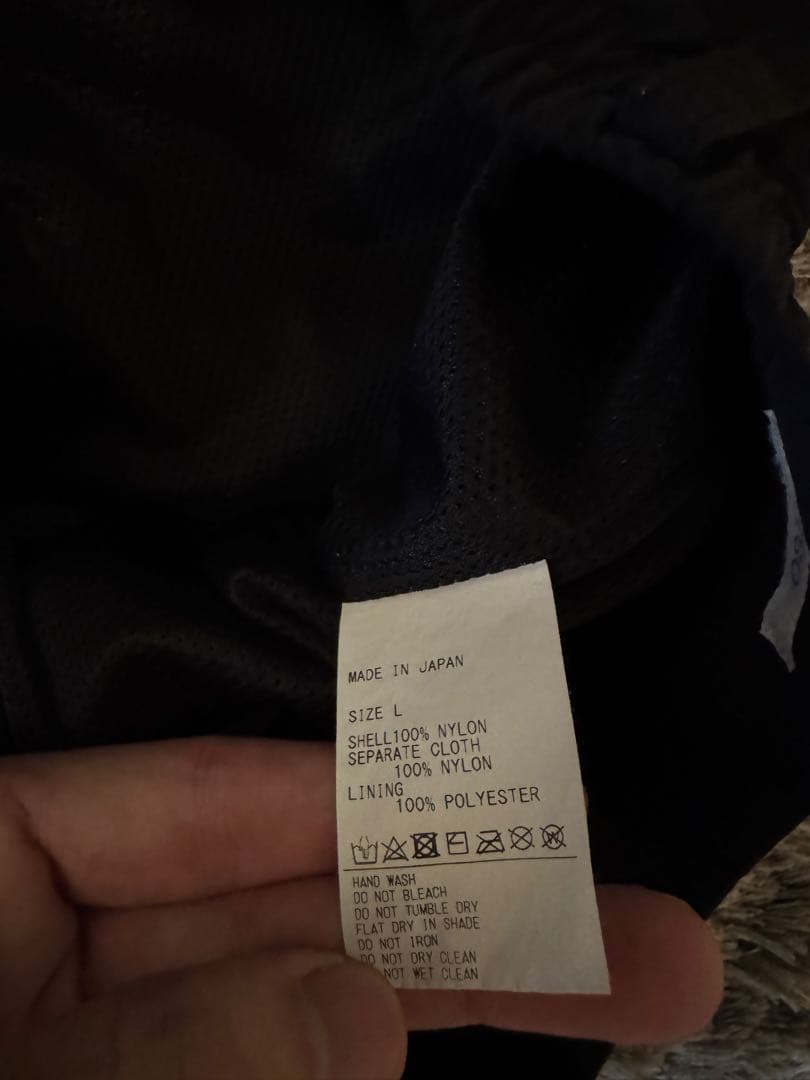 MADE IN JAPAN
SIZE L
SHELL100% NYLON
SEPARATE CLOTH
100% NYLON
LINING
100% POLYESTER
HAND WASH
DO NOT BLEACH
DO NOT TUMBLE DRY
FLAT DRY IN SHADE
DO NOT IRON
DO NOT DRY CLEAN
NOT WET CLEAN